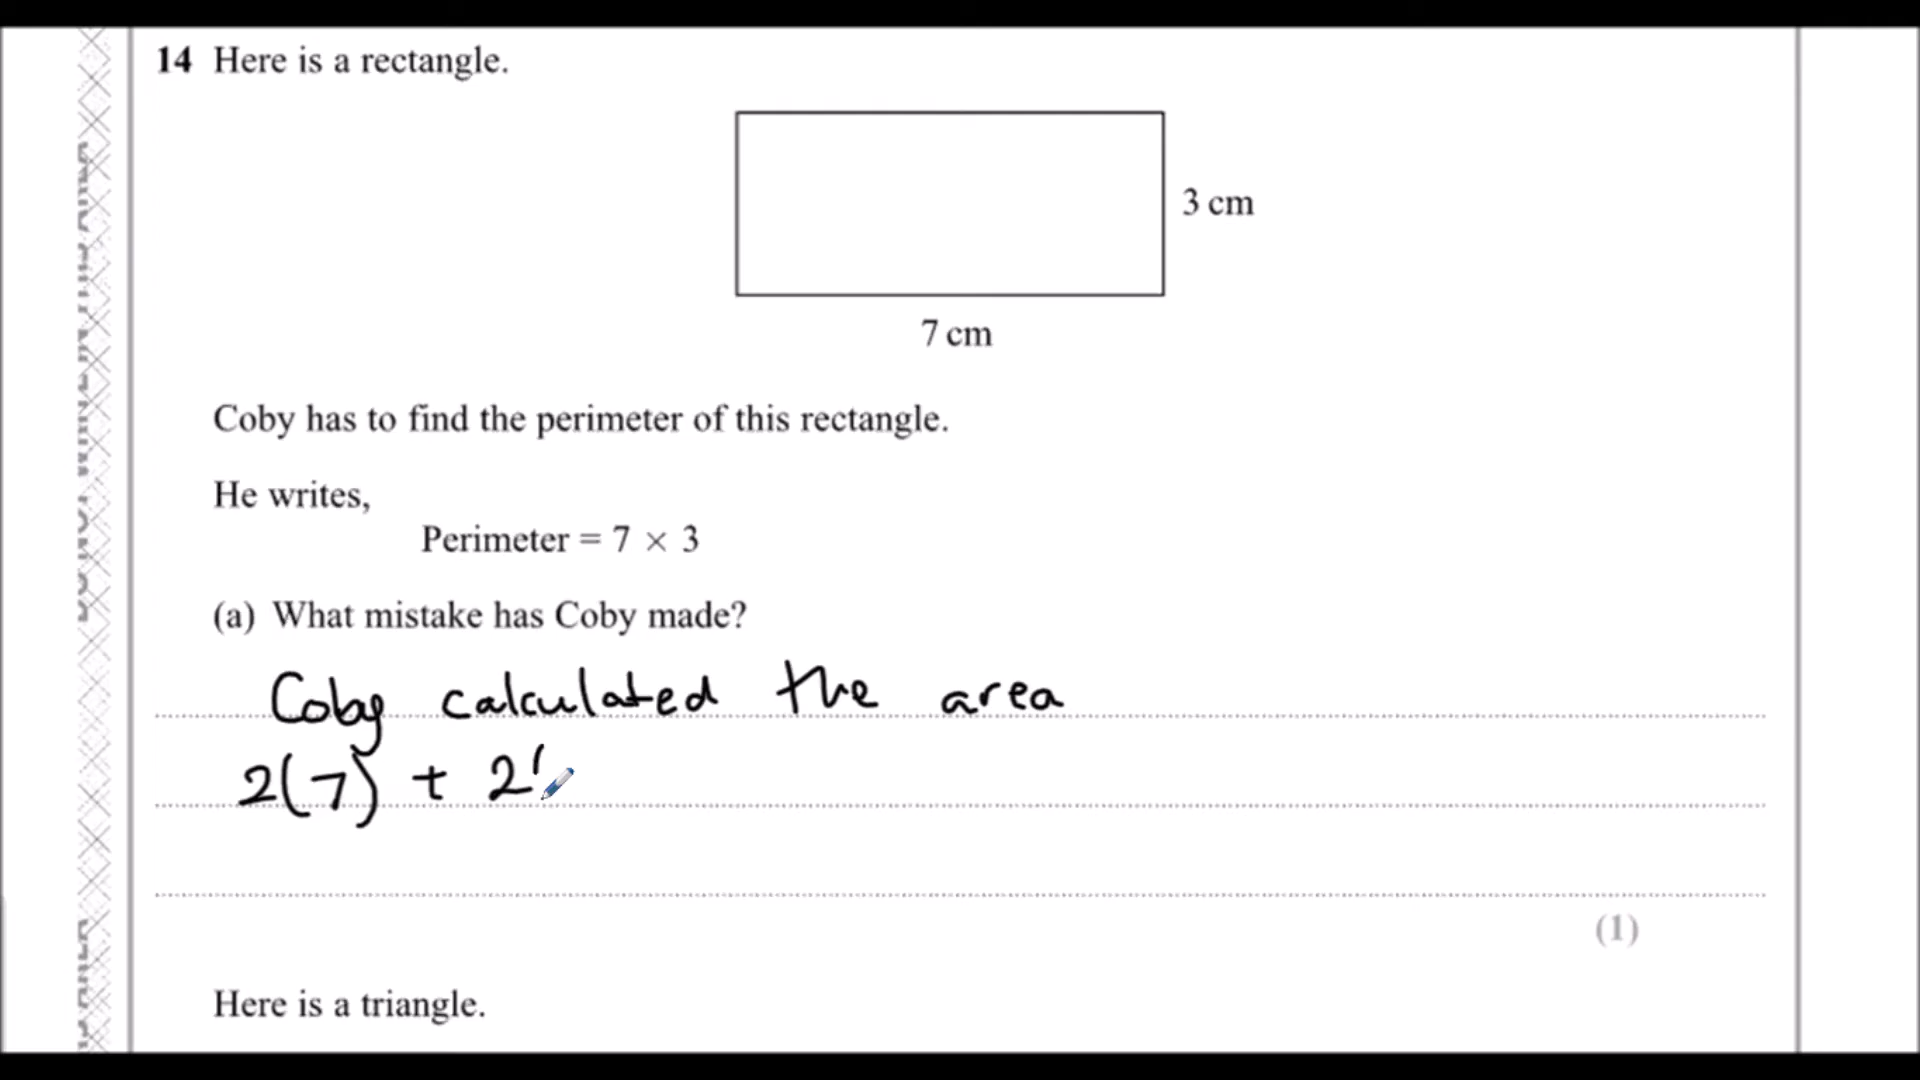 14 Here is a rectangle.
3 cm
7 cm
Coby has to find the perimeter of this rectangle.
He writes,
Perimeter = 7 × 3
(a) What mistake has Coby made?
Coby calculated the area
2(7) + 2(
(1)
Here is a triangle.